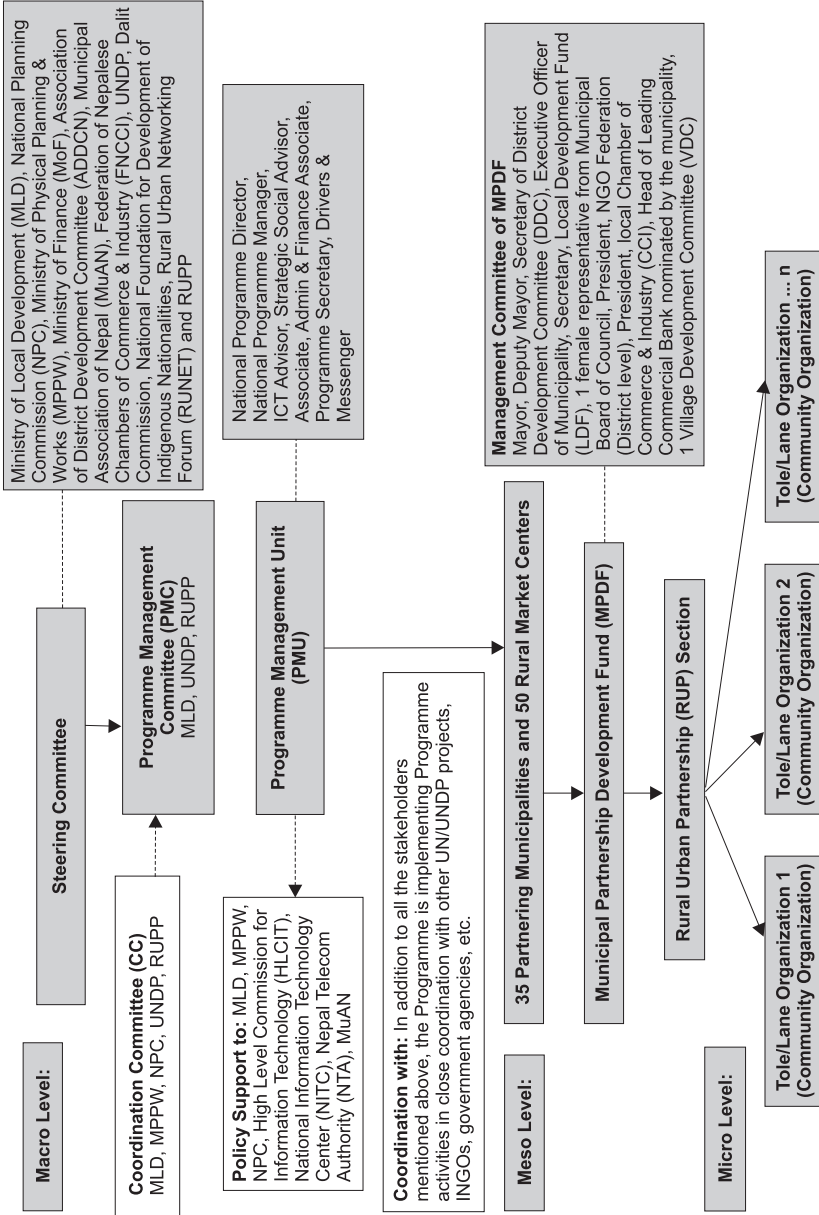 Macro Level:
Steering Committee
Ministry of Local Development (MLD), National Planning
Commission (NPC), Ministry of Physical Planning &
Works (MPPW), Ministry of Finance (MoF), Association
of District Development Committee (ADDCN), Municipal
Association of Nepal (MuAN), Federation of Nepalese
Chambers of Commerce & Industry (FNCCI), UNDP, Dalit
Commission, National Foundation for Development of
Indigenous Nationalities, Rural Urban Networking
Forum (RUNET) and RUPP
Coordination Committee (CC)
MLD, MPPW, NPC, UNDP, RUPP
Programme Management
Committee (PMC)
MLD, UNDP, RUPP
Policy Support to: MLD, MPPW,
NPC, High Level Commission for
Information Technology (HLCIT),
National Information Technology
Center (NITC), Nepal Telecom
Authority (NTA), MuAN
Programme Management Unit
(PMU)
National Programme Director,
National Programme Manager,
ICT Advisor, Strategic Social Advisor,
Associate, Admin & Finance Associate,
Programme Secretary, Drivers &
Messenger
Coordination with: In addition to all the stakeholders
mentioned above, the Programme is implementing Programme
activities in close coordination with other UN/UNDP projects,
INGOs, government agencies, etc.
Meso Level:
35 Partnering Municipalities and 50 Rural Market Centers
Municipal Partnership Development Fund (MPDF)
Management Committee of MPDF
Mayor, Deputy Mayor, Secretary of District
Development Committee (DDC), Executive Officer
of Municipality, Secretary, Local Development Fund
(LDF), 1 female representative from Municipal
Board of Council, President, NGO Federation
(District level), President, local Chamber of
Commerce & Industry (CCI), Head of Leading
Commercial Bank nominated by the municipality,
1 Village Development Committee (VDC)
Micro Level:
Rural Urban Partnership (RUP) Section
Tole/Lane Organization 1
(Community Organization)
Tole/Lane Organization 2
(Community Organization)
Tole/Lane Organization ... n
(Community Organization)